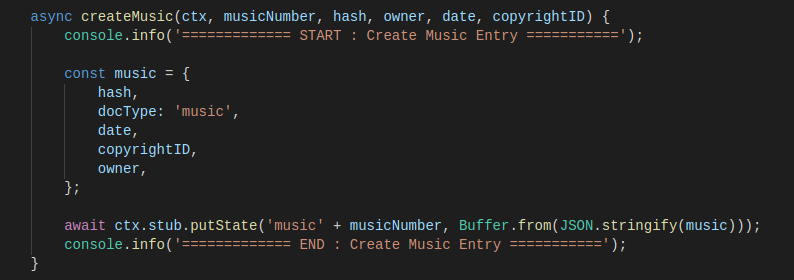 async createMusic(ctx, musicNumber, hash, owner, date, copyrightID) {
console.info('============= START : Create Music Entry ===========');
const music = {
hash,
docType: 'music',
date,
copyrightID,
owner,
};
await ctx.stub.putState('music' + musicNumber, Buffer.from(JSON.stringify(music)));
console.info('============= END : Create Music Entry ===========');
}